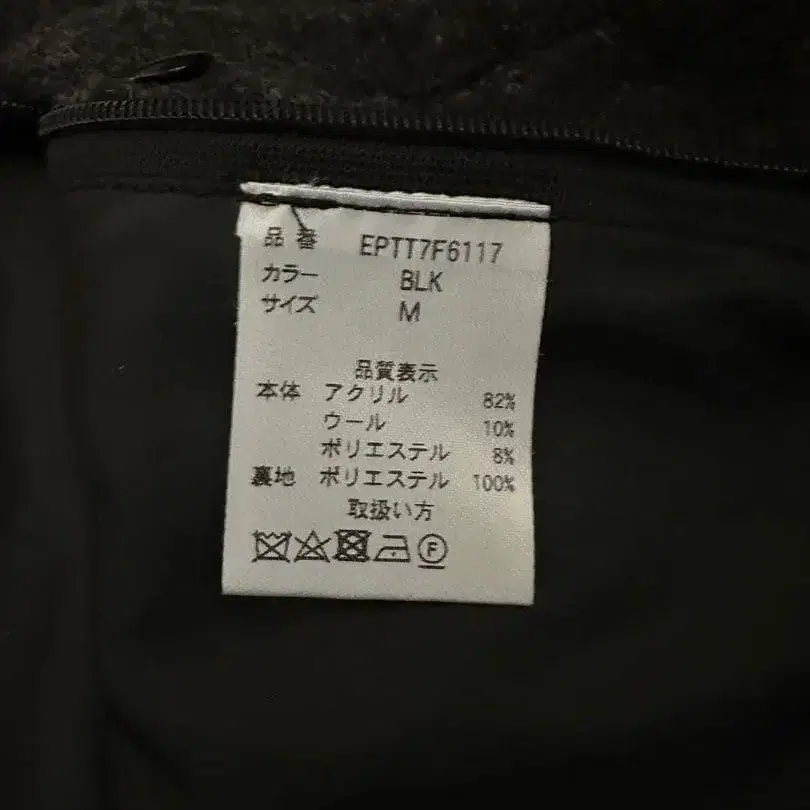 品番 EPTT7F6117
カラー BLK
サイズ M
品質表示
本体 アクリル 82%
ウール 10%
ポリエステル 8%
裏地 ポリエステル 100%
取扱い方
F